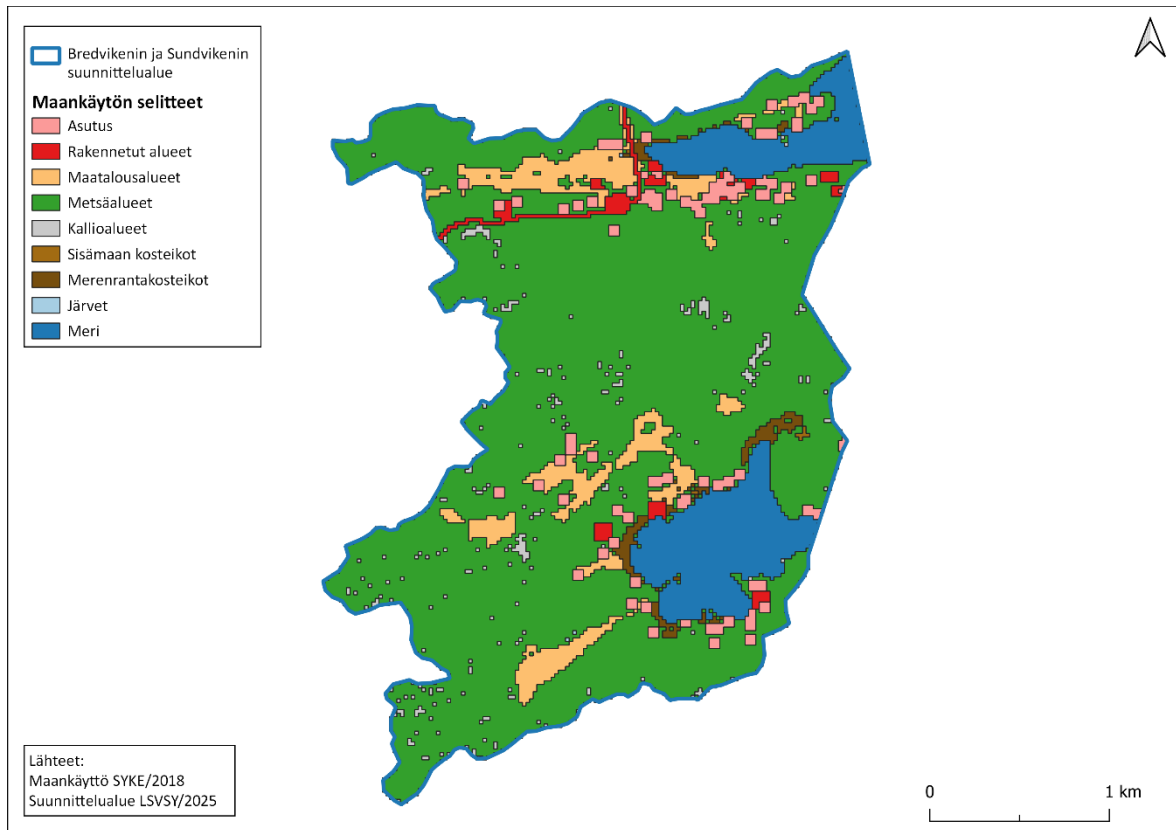 Bredvikenin ja Sundvikenin
suunnittelualue
Maankäytön selitteet
Asutus
Rakennetut alueet
Maatalousalueet
Metsäalueet
Kallioalueet
Sisämaan kosteikot
Merenrantakosteikot
Järvet
Meri
Lähteet:
Maankäyttö SYKE/2018
Suunnittelualue LSVSY/2025
0 1 km